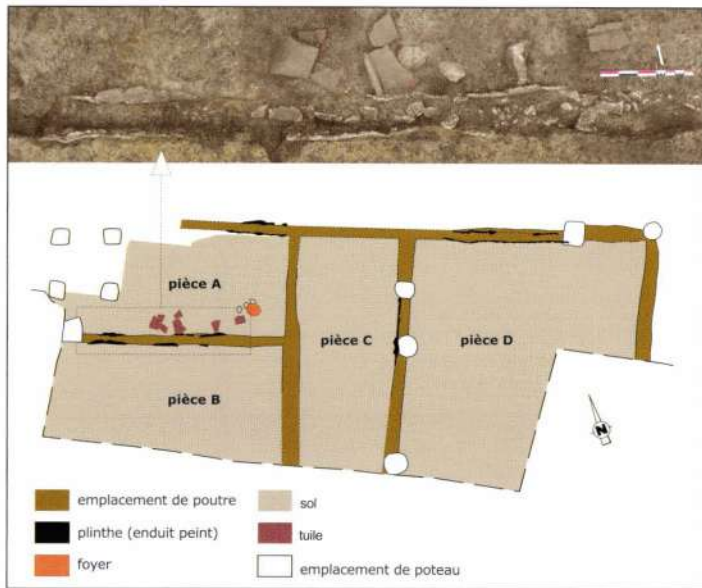 pièce A
pièce C
pièce D
pièce B
N
emplacement de poutre
sol
plinthe (enduit peint)
tuile
foyer
emplacement de poteau